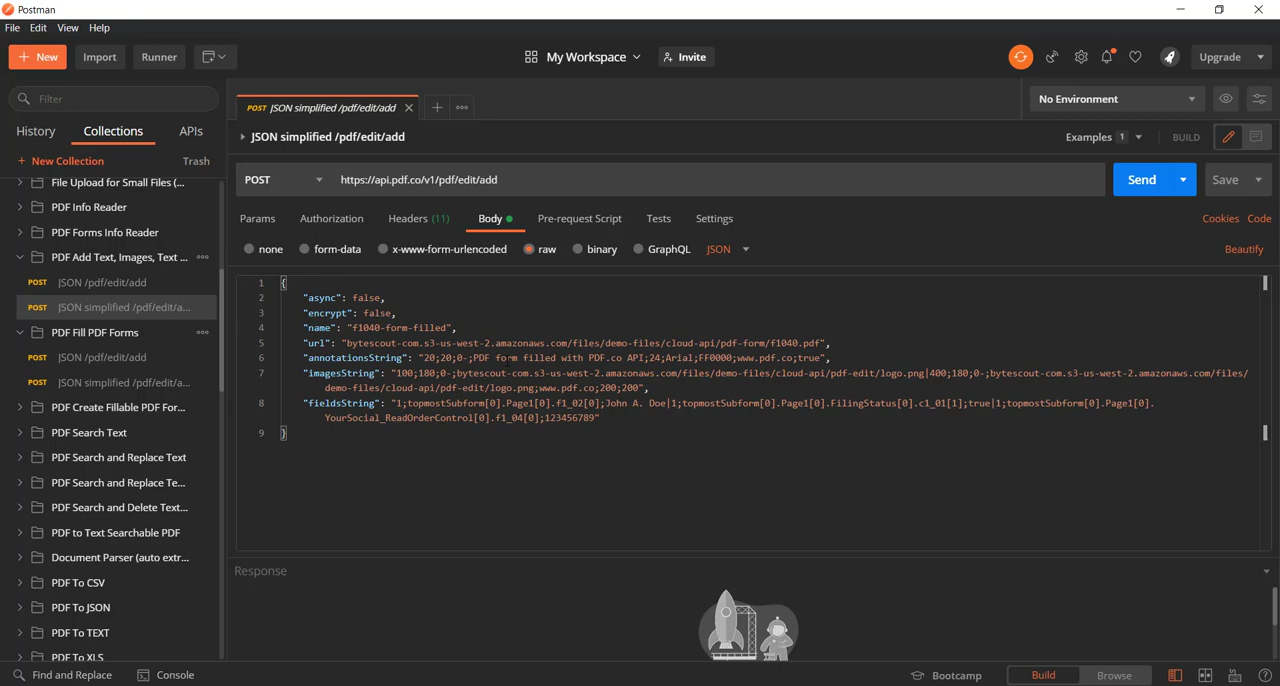 Postman
File Edit View Help
+ New Import Runner My Workspace Invite Upgrade
Filter
History Collections APIs
+ New Collection Trash
File Upload for Small Files (...
PDF Info Reader
PDF Forms Info Reader
PDF Add Text, Images, Text ...
POST JSON /pdf/edit/add
POST JSON simplified /pdf/edit/a...
PDF Fill PDF Forms
POST JSON /pdf/edit/add
POST JSON simplified /pdf/edit/a...
PDF Create Fillable PDF For...
PDF Search Text
PDF Search and Replace Text
PDF Search and Replace Te...
PDF Search and Delete Text...
PDF to Text Searchable PDF
Document Parser (auto extr...
PDF To CSV
PDF To JSON
PDF To TEXT
PDF To XLS
POST JSON simplified /pdf/edit/add
No Environment
JSON simplified /pdf/edit/add
Examples 1 BUILD
POST https://api.pdf.co/v1/pdf/edit/add Send Save
Params Authorization Headers (11) Body Pre-request Script Tests Settings Cookies Code
none form-data x-www-form-urlencoded raw binary GraphQL JSON Beautify
1 {
2 "async": false,
3 "encrypt": false,
4 "name": "f1040-form-filled",
5 "url": "bytescout-com.s3-us-west-2.amazonaws.com/files/demo-files/cloud-api/pdf-form/f1040.pdf",
6 "annotationsString": "20;20;0-;PDF form filled with PDF.co API;24;Arial;FF0000;www.pdf.co;true",
7 "imagesString": "100;180;0-;bytescout-com.s3-us-west-2.amazonaws.com/files/demo-files/cloud-api/pdf-edit/logo.png|400;180;0-;bytescout-com.s3-us-west-2.amazonaws.com/files/
demo-files/cloud-api/pdf-edit/logo.png;www.pdf.co;200;200",
8 "fieldsString": "1;topmostSubform[0].Page1[0].f1_02[0];John A. Doe|1;topmostSubform[0].Page1[0].FilingStatus[0].c1_01[1];true|1;topmostSubform[0].Page1[0].
YourSocial_ReadOrderControl[0].f1_04[0];123456789"
9 }
Response
Find and Replace Console Bootcamp Build Browse